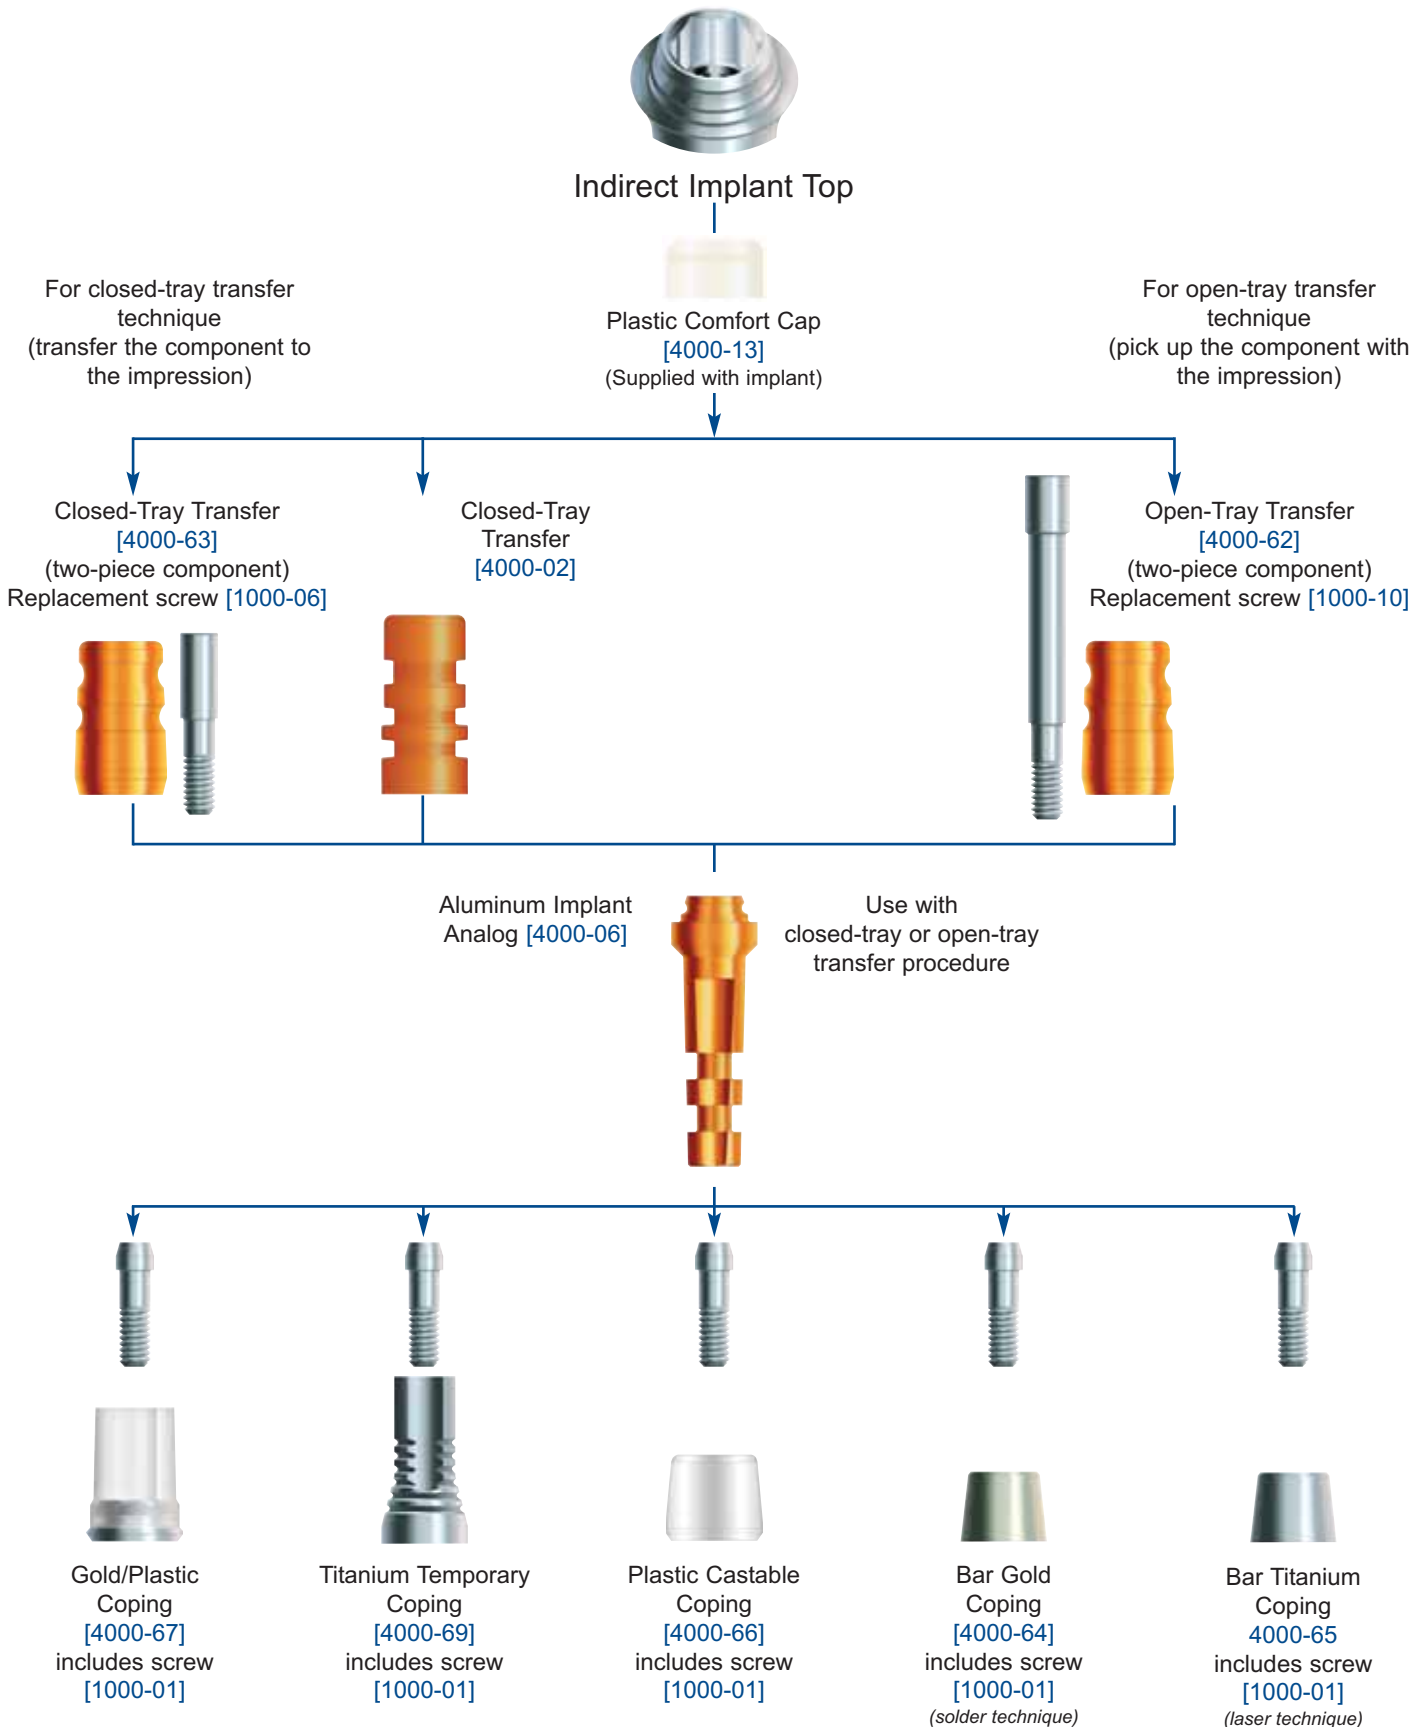 Indirect Implant Top
For closed-tray transfer
technique
(transfer the component to
the impression)
Plastic Comfort Cap
[4000-13]
(Supplied with implant)
For open-tray transfer
technique
(pick up the component with
the impression)
Closed-Tray Transfer
[4000-63]
(two-piece component)
Replacement screw [1000-06]
Closed-Tray
Transfer
[4000-02]
Open-Tray Transfer
[4000-62]
(two-piece component)
Replacement screw [1000-10]
Aluminum Implant
Analog [4000-06]
Use with
closed-tray or open-tray
transfer procedure
Gold/Plastic
Coping
[4000-67]
includes screw
[1000-01]
Titanium Temporary
Coping
[4000-69]
includes screw
[1000-01]
Plastic Castable
Coping
[4000-66]
includes screw
[1000-01]
Bar Gold
Coping
[4000-64]
includes screw
[1000-01]
(solder technique)
Bar Titanium
Coping
4000-65
includes screw
[1000-01]
(laser technique)